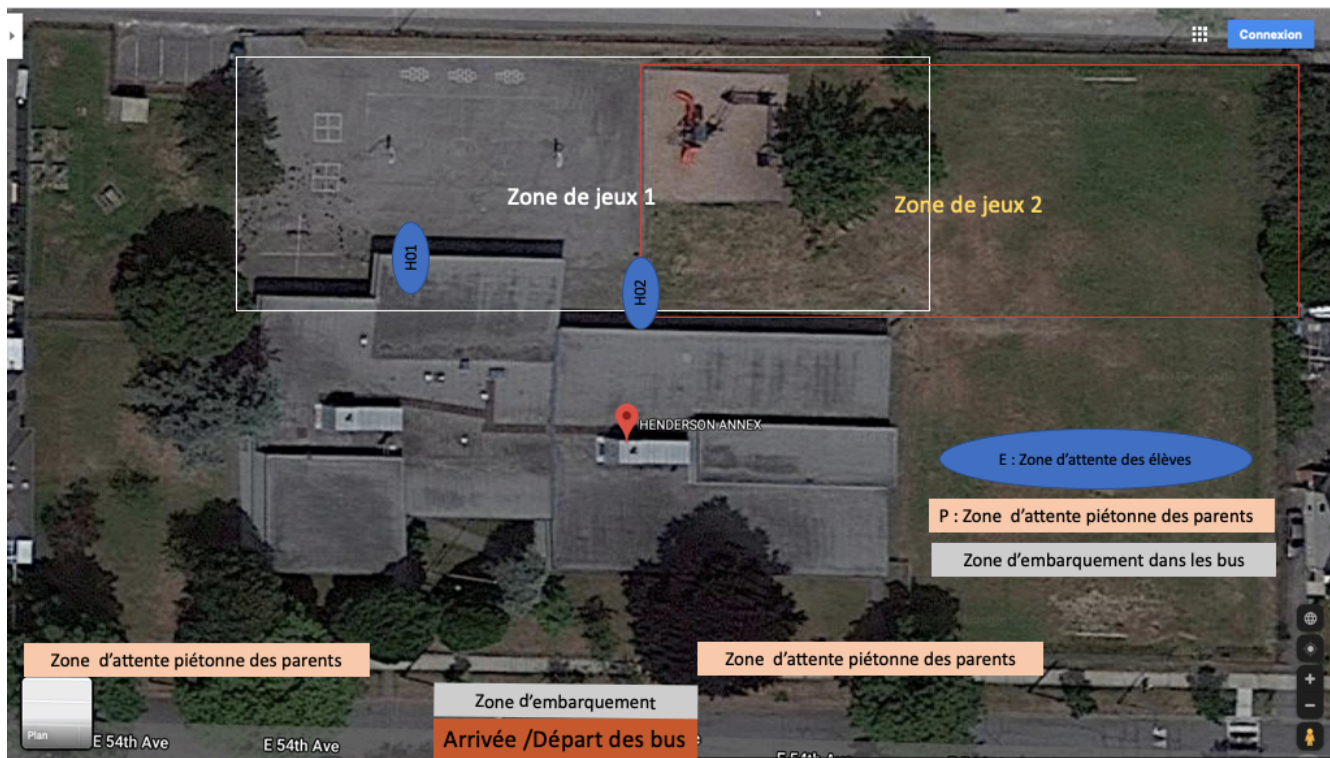 Connexion
Zone de jeux 1
Zone de jeux 2
H01
H02
HENDERSON ANNEX
E : Zone d'attente des élèves
P : Zone d'attente piétonne des parents
Zone d'embarquement dans les bus
Zone d'attente piétonne des parents
Zone d'attente piétonne des parents
Zone d'embarquement
Arrivée /Départ des bus
Plan
E 54th Ave
E 54th Ave
E 54th Ave